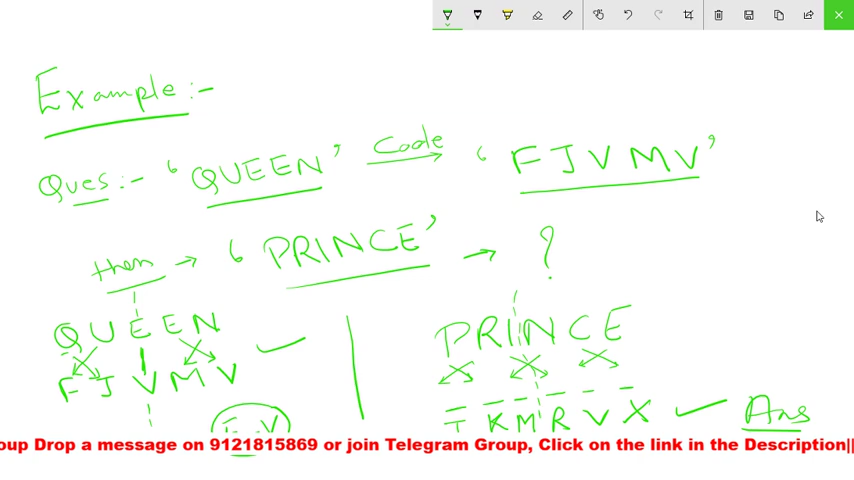 Example:-
Ques:- 'QUEEN' Code 'FJVMV'
then → 'PRINCE' → ?
QUEEN
FJVMV
PRINCE
IKMRVX Ans
E→V
oup Drop a message on 9121815869 or join Telegram Group, Click on the link in the Description||